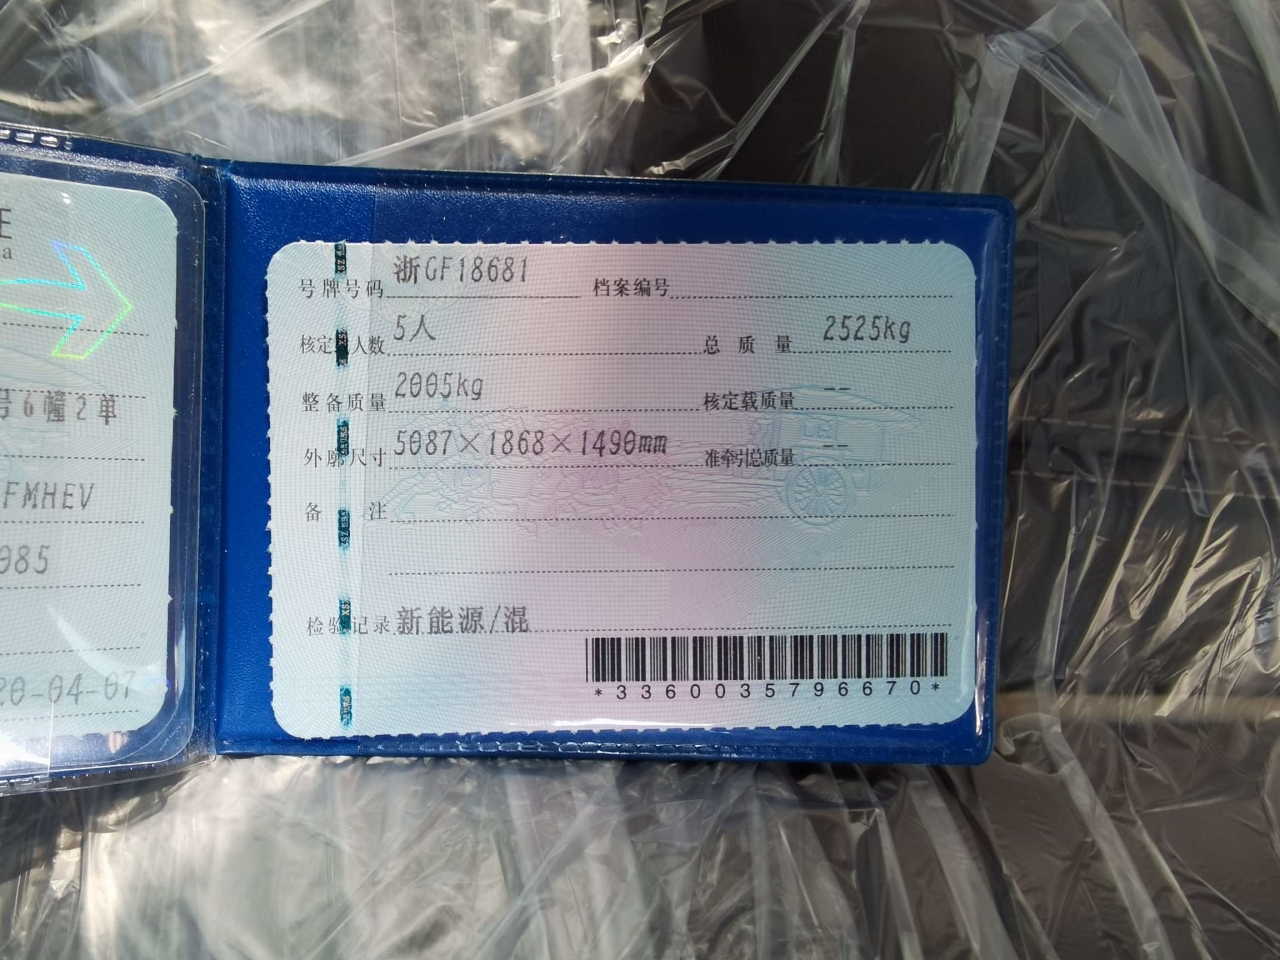 a
号6幢2单
FMHEV
085
20-04-07
号牌号码 浙GF18681 档案编号
核定 人数 5人 总质量 2525kg
整备质量 2005kg 核定载质量 --
外廓尺寸 5087×1868×1490mm 准牵引总质量 --
备注
检验记录 新能源/混
*3360035796670*